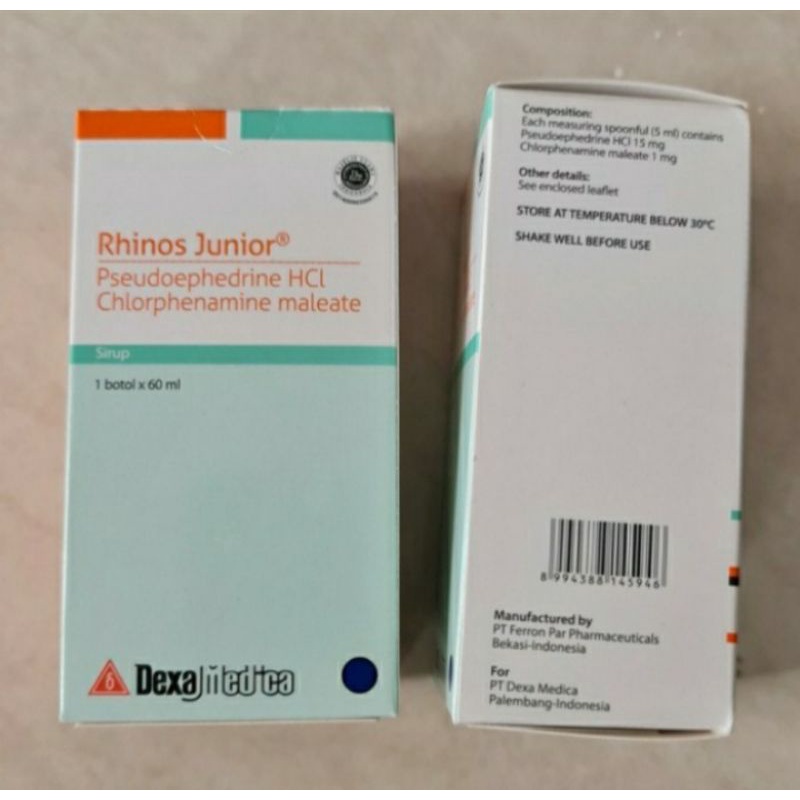 Rhinos Junior®
Pseudoephedrine HCl
Chlorphenamine maleate
Sirup
1 botol x 60 ml
Dexa Medica
Composition:
Each measuring spoonful (5 ml) contains
Pseudoephedrine HCl 15 mg
Chlorphenamine maleate 1 mg
Other details:
See enclosed leaflet
STORE AT TEMPERATURE BELOW 30°C
SHAKE WELL BEFORE USE
8 994388 145946
Manufactured by
PT Ferron Par Pharmaceuticals
Bekasi-Indonesia
For
PT Dexa Medica
Palembang-Indonesia